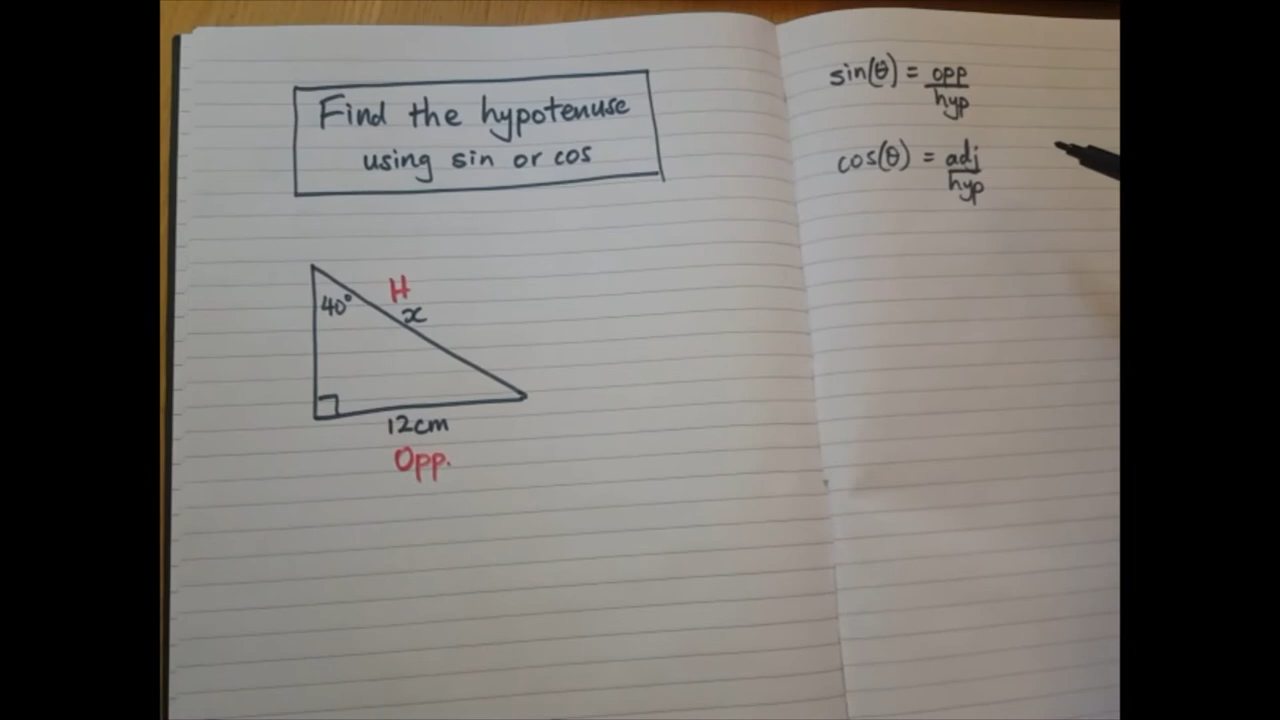 Find the hypotenuse
using sin or cos
sin(θ) = opp
hyp
cos(θ) = adj
hyp
40°
H
x
12cm
Opp.